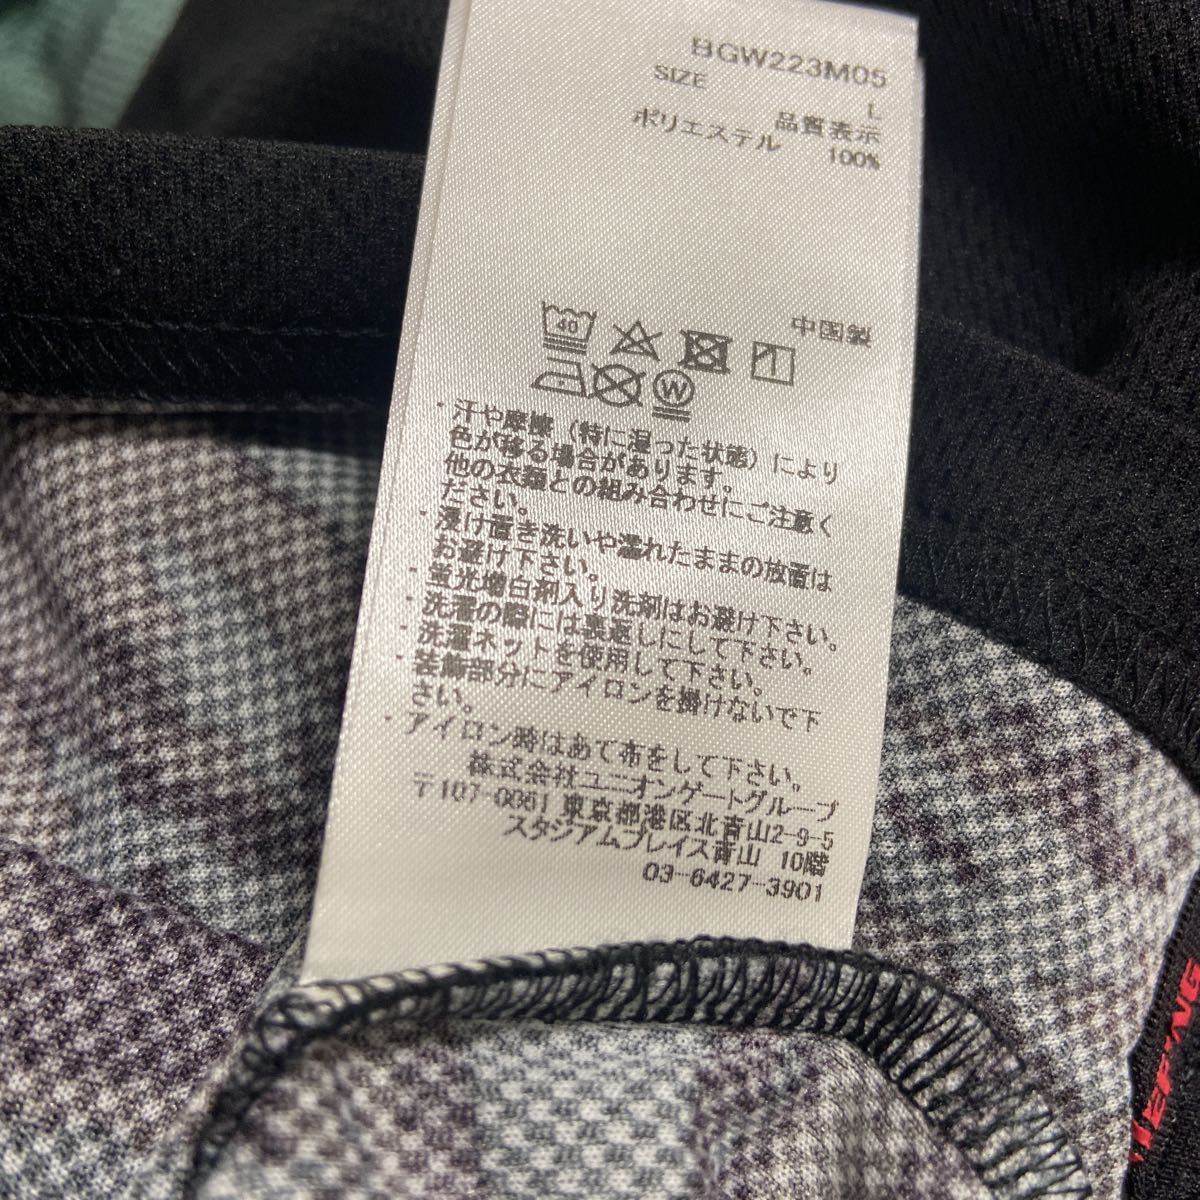 BGW223M05
SIZE L
品質表示
ポリエステル 100%
中国製
40
W
・汗や摩擦（特に湿った状態）により
色が移る場合があります。
他の衣類との組み合わせにご注意く
ださい。
・浸け置き洗いや濡れたままの放置は
お避け下さい。
・蛍光増白剤入り洗剤はお避け下さい。
・洗濯の際には裏返しにして下さい。
・洗濯ネットを使用して下さい。
・装飾部分にアイロンを掛けないで下
さい。
・アイロン時はあて布をして下さい。
株式会社ユニオンゲートグループ
〒107-0061 東京都港区北青山2-9-5
スタジアムプレイス青山 10階
03-6427-3901